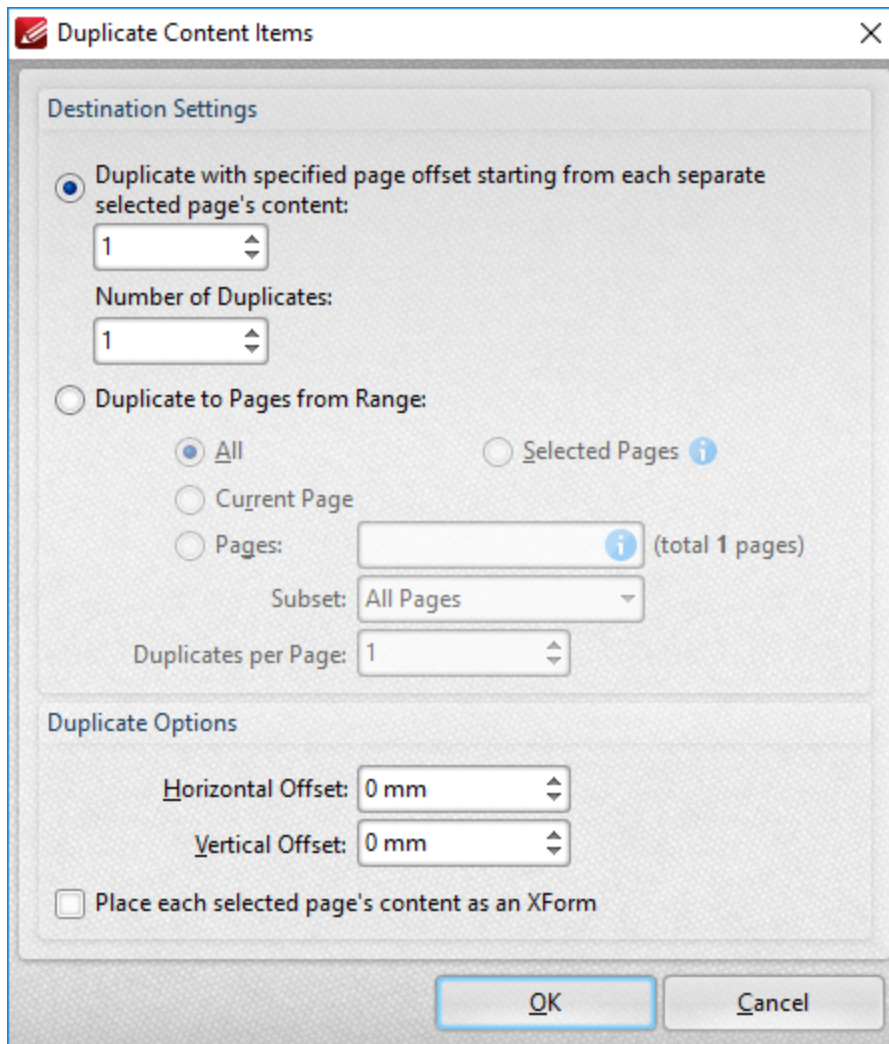 Duplicate Content Items
Destination Settings
Duplicate with specified page offset starting from each separate
selected page's content:
1
Number of Duplicates:
1
Duplicate to Pages from Range:
All Selected Pages i
Current Page
Pages: i (total 1 pages)
Subset: All Pages
Duplicates per Page: 1
Duplicate Options
Horizontal Offset: 0 mm
Vertical Offset: 0 mm
Place each selected page's content as an XForm
OK Cancel